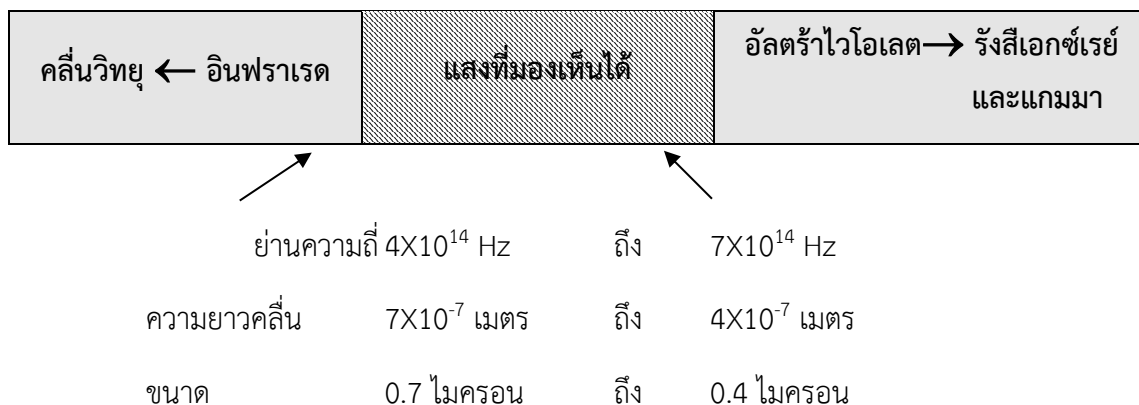 คลื่นวิทยุ ← อินฟราเรด
แสงที่มองเห็นได้
อัลตร้าไวโอเลต→ รังสีเอกซ์เรย์
และแกมมา
ย่านความถี่ 4X10¹⁴ Hz ถึง 7X10¹⁴ Hz
ความยาวคลื่น 7X10⁻⁷ เมตร ถึง 4X10⁻⁷ เมตร
ขนาด 0.7 ไมครอน ถึง 0.4 ไมครอน